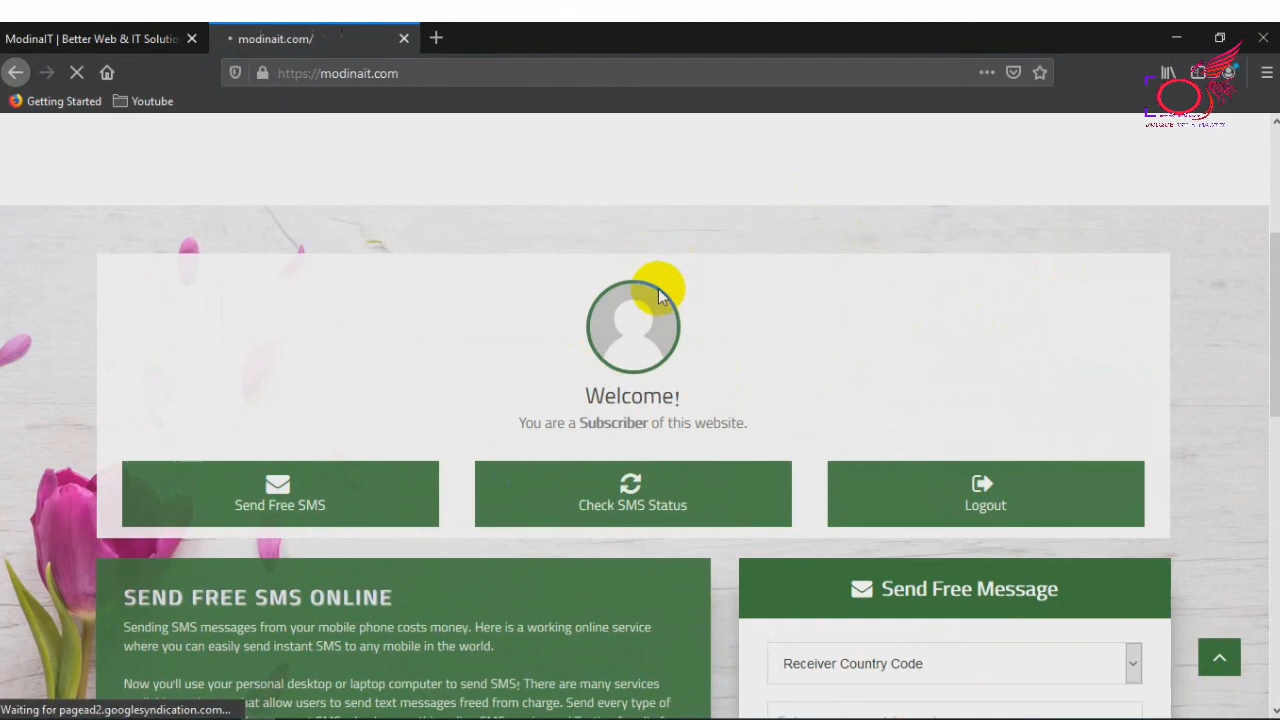 ModinaIT | Better Web & IT Solutio
modinait.com/
https://modinait.com
Getting Started
Youtube
Welcome!
You are a Subscriber of this website.
Send Free SMS
Check SMS Status
Logout
SEND FREE SMS ONLINE
Sending SMS messages from your mobile phone costs money. Here is a working online service
where you can easily send instant SMS to any mobile in the world.
Now you'll use your personal desktop or laptop computer to send SMS! There are many services
that allow users to send text messages freed from charge. Send every type of
Send Free Message
Receiver Country Code
Waiting for pagead2.googlesyndication.com...